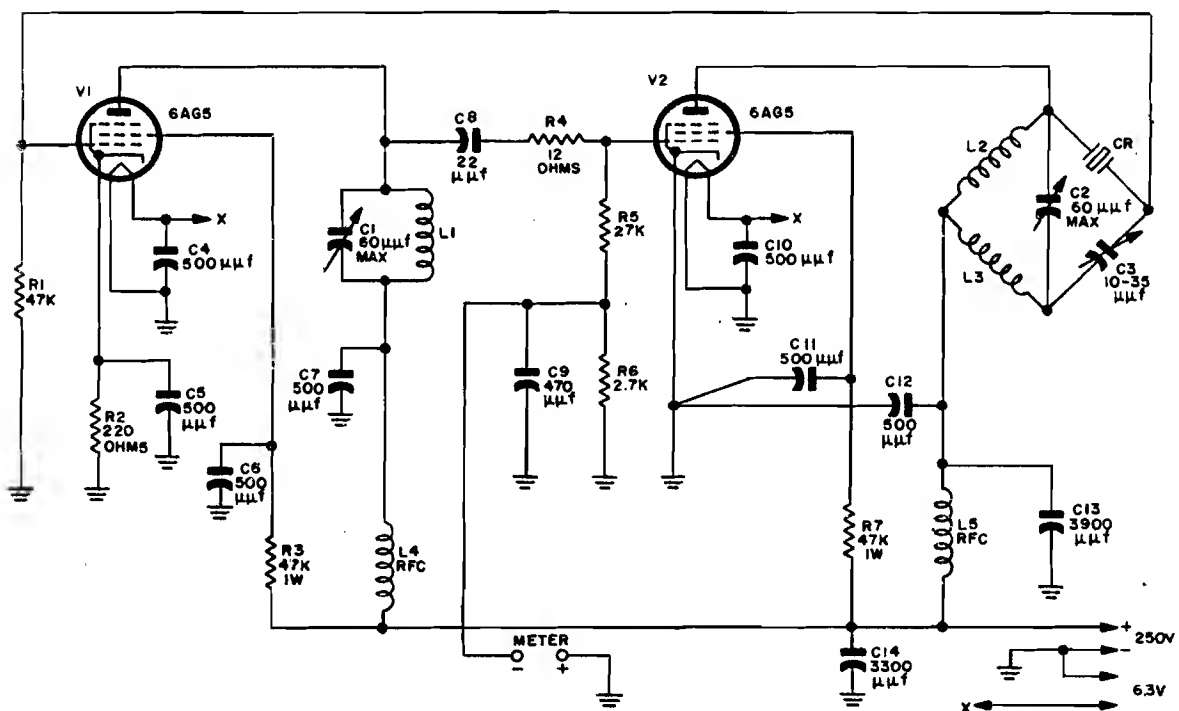 V1
6AG5
C8
22
μμf
R4
12
OHMS
V2
6AG5
L2
CR
C2
60μμf
MAX
L3
C3
10-35
μμf
X
C4
500μμf
C1
60μμf
MAX
L1
R5
27K
X
C10
500μμf
R1
47K
C5
500
μμf
R2
220
OHMS
C6
500
μμf
C7
500
μμf
C9
470
μμf
R6
2.7K
C11
500μμf
C12
500
μμf
R3
47K
1W
L4
RFC
R7
47K
1W
L5
RFC
C13
3900
μμf
METER
- +
C14
3300
μμf
+
250V
-
6.3V
X